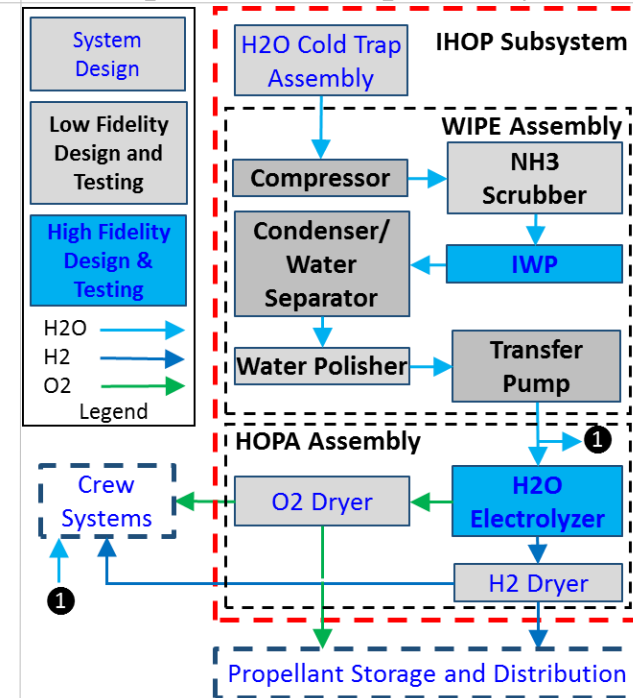 System
Design
Low Fidelity
Design and
Testing
High Fidelity
Design &
Testing
H2O
H2
O2
Legend
H2O Cold Trap
Assembly
IHOP Subsystem
WIPE Assembly
Compressor
NH3
Scrubber
Condenser/
Water
Separator
IWP
Water Polisher
Transfer
Pump
1
HOPA Assembly
Crew
Systems
O2 Dryer
H2O
Electrolyzer
1
H2 Dryer
Propellant Storage and Distribution